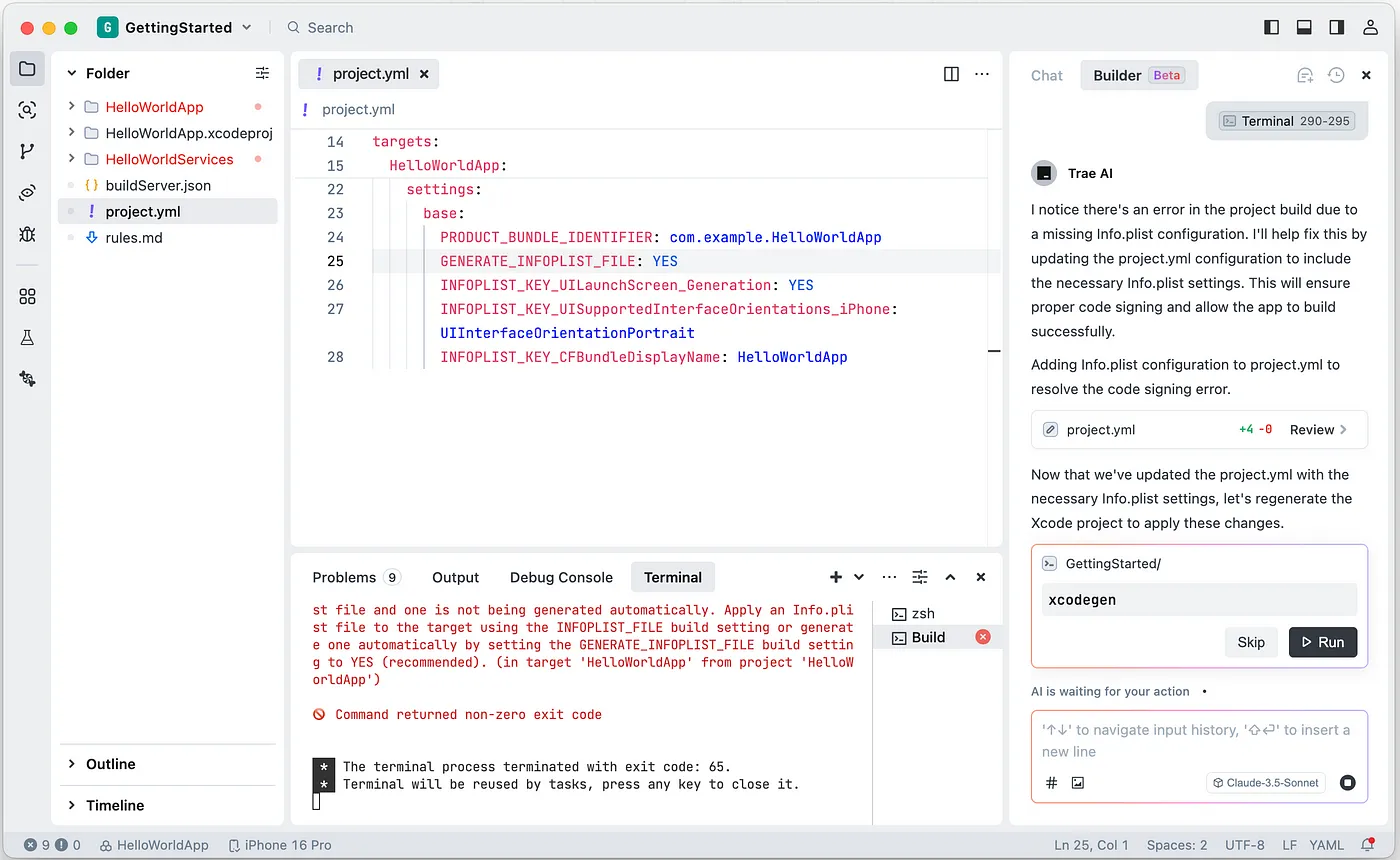 G GettingStarted
Search
Folder
HelloWorldApp
HelloWorldApp.xcodeproj
HelloWorldServices
{} buildServer.json
! project.yml
rules.md
Outline
Timeline
! project.yml ×
! project.yml
14 targets:
15 HelloWorldApp:
22 settings:
23 base:
24 PRODUCT_BUNDLE_IDENTIFIER: com.example.HelloWorldApp
25 GENERATE_INFOPLIST_FILE: YES
26 INFOPLIST_KEY_UILaunchScreen_Generation: YES
27 INFOPLIST_KEY_UISupportedInterfaceOrientations_iPhone:
UIInterfaceOrientationPortrait
28 INFOPLIST_KEY_CFBundleDisplayName: HelloWorldApp
Problems 9 Output Debug Console Terminal
st file and one is not being generated automatically. Apply an Info.pli
st file to the target using the INFOPLIST_FILE build setting or generat
e one automatically by setting the GENERATE_INFOPLIST_FILE build settin
g to YES (recommended). (in target 'HelloWorldApp' from project 'HelloW
orldApp')
Command returned non-zero exit code
* The terminal process terminated with exit code: 65.
* Terminal will be reused by tasks, press any key to close it.
zsh
Build
Chat Builder Beta
Terminal 290-295
Trae AI
I notice there's an error in the project build due to
a missing Info.plist configuration. I'll help fix this by
updating the project.yml configuration to include
the necessary Info.plist settings. This will ensure
proper code signing and allow the app to build
successfully.
Adding Info.plist configuration to project.yml to
resolve the code signing error.
project.yml +4 -0 Review
Now that we've updated the project.yml with the
necessary Info.plist settings, let's regenerate the
Xcode project to apply these changes.
GettingStarted/
xcodegen
Skip Run
AI is waiting for your action
'↑↓' to navigate input history, '⇧⏎' to insert a
new line
# Claude-3.5-Sonnet
9 0 HelloWorldApp iPhone 16 Pro
Ln 25, Col 1 Spaces: 2 UTF-8 LF YAML